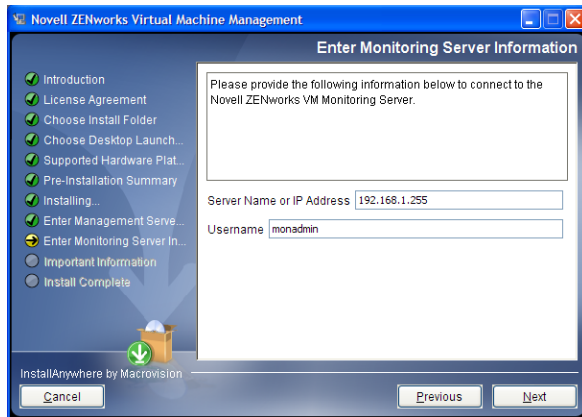 Novell ZENworks Virtual Machine Management
Enter Monitoring Server Information
Introduction
License Agreement
Choose Install Folder
Choose Desktop Launch...
Supported Hardware Plat...
Pre-Installation Summary
Installing...
Enter Management Serve...
Enter Monitoring Server In...
Important Information
Install Complete
Please provide the following information below to connect to the
Novell ZENworks VM Monitoring Server.
Server Name or IP Address 192.168.1.255
Username monadmin
InstallAnywhere by Macrovision
Cancel Previous Next